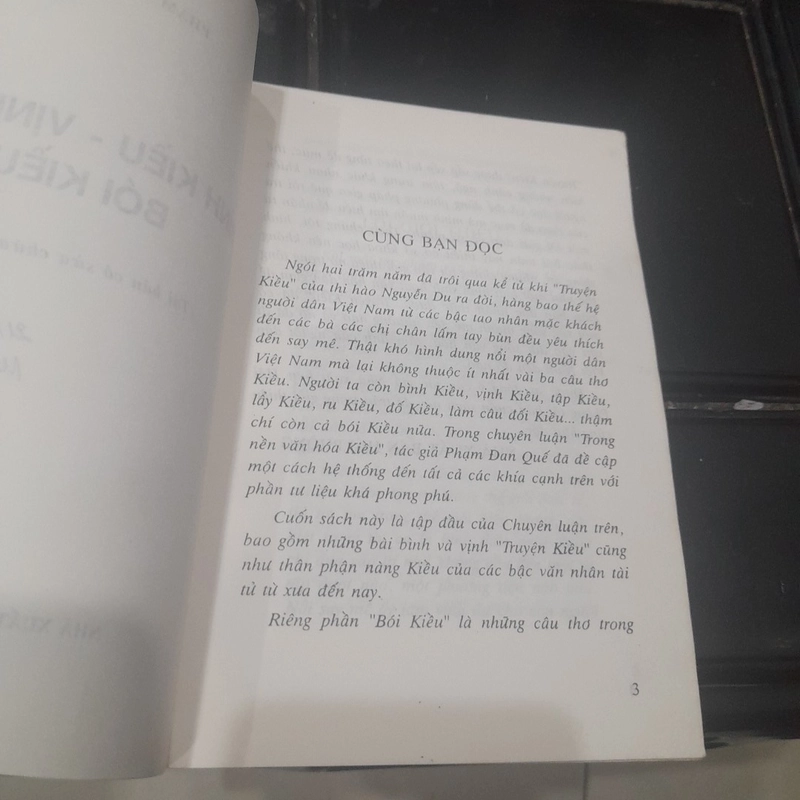 CÙNG BẠN ĐỌC
Ngót hai trăm năm đã trôi qua kể từ khi "Truyện
Kiều" của thi hào Nguyễn Du ra đời, hàng bao thế hệ
người dân Việt Nam từ các bậc tao nhân mặc khách
đến các bà các chị chân lấm tay bùn đều yêu thích
đến say mê. Thật khó hình dung nổi một người dân
Việt Nam mà lại không thuộc ít nhất vài ba câu thơ
Kiều. Người ta còn bình Kiều, vịnh Kiều, tập Kiều,
lẩy Kiều, ru Kiều, đố Kiều, làm câu đối Kiều... thậm
chí còn cả bói Kiều nữa. Trong chuyên luận "Trong
nền văn hóa Kiều", tác giả Phạm Đan Quế đã đề cập
một cách hệ thống đến tất cả các khía cạnh trên với
phần tư liệu khá phong phú.
Cuốn sách này là tập đầu của Chuyên luận trên,
bao gồm những bài bình và vịnh "Truyện Kiều" cũng
như thân phận nàng Kiều của các bậc văn nhân tài
tử từ xưa đến nay.
Riêng phần "Bói Kiều" là những câu thơ trong
3